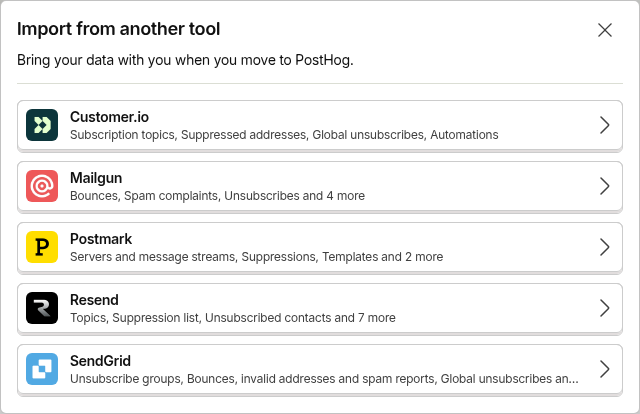 Import from another tool
Bring your data with you when you move to PostHog.
Customer.io
Subscription topics, Suppressed addresses, Global unsubscribes, Automations
Mailgun
Bounces, Spam complaints, Unsubscribes and 4 more
P
Postmark
Servers and message streams, Suppressions, Templates and 2 more
R
Resend
Topics, Suppression list, Unsubscribed contacts and 7 more
SendGrid
Unsubscribe groups, Bounces, invalid addresses and spam reports, Global unsubscribes an...